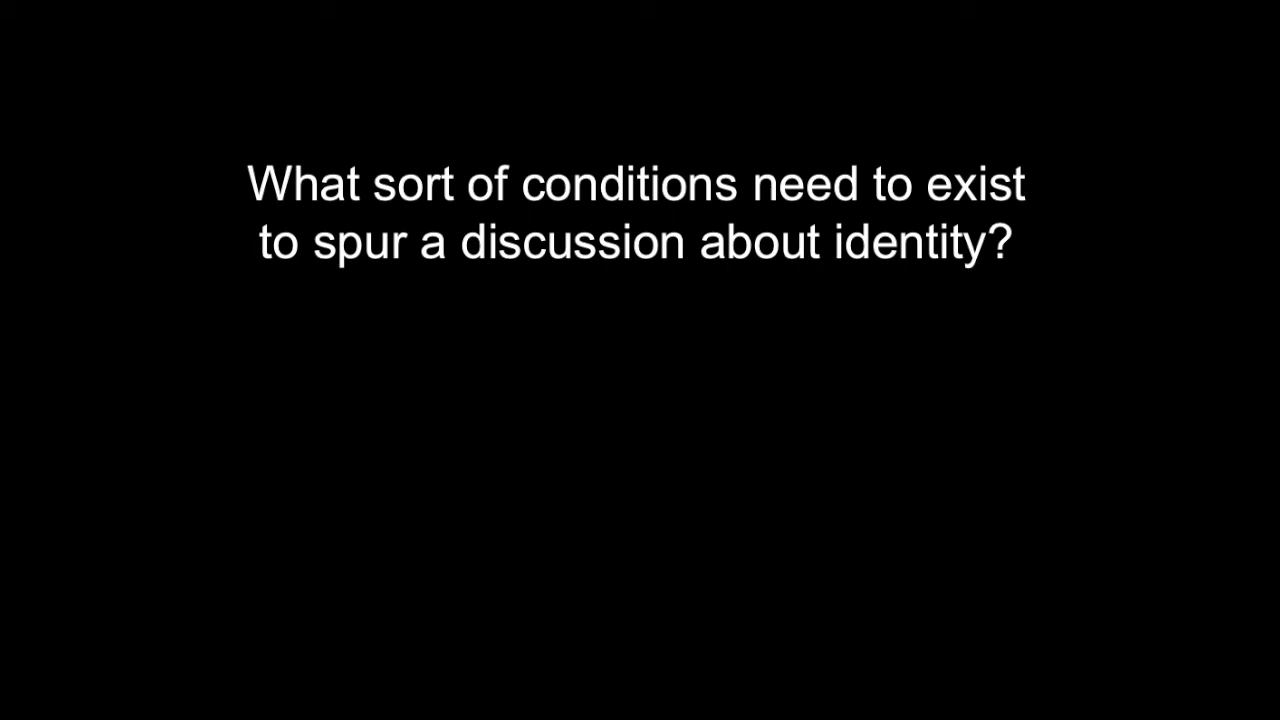 What sort of conditions need to exist
to spur a discussion about identity?